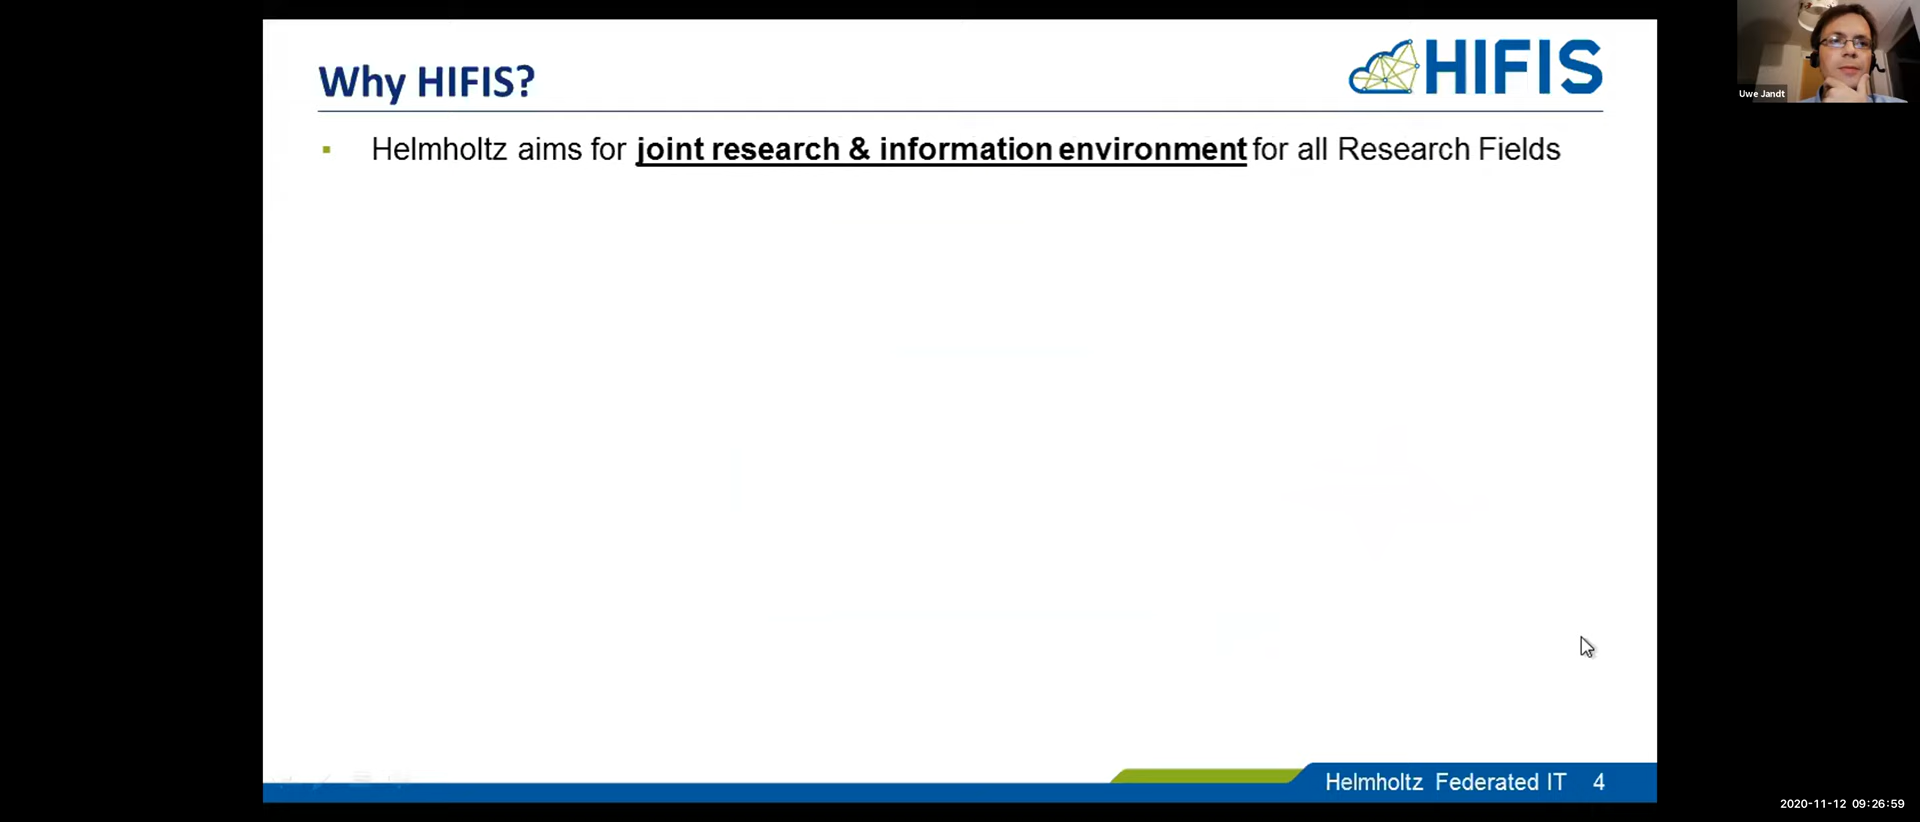 Why HIFIS?
HIFIS
Uwe Jandt
▪ Helmholtz aims for joint research & information environment for all Research Fields
Helmholtz Federated IT 4
2020-11-12 09:26:59